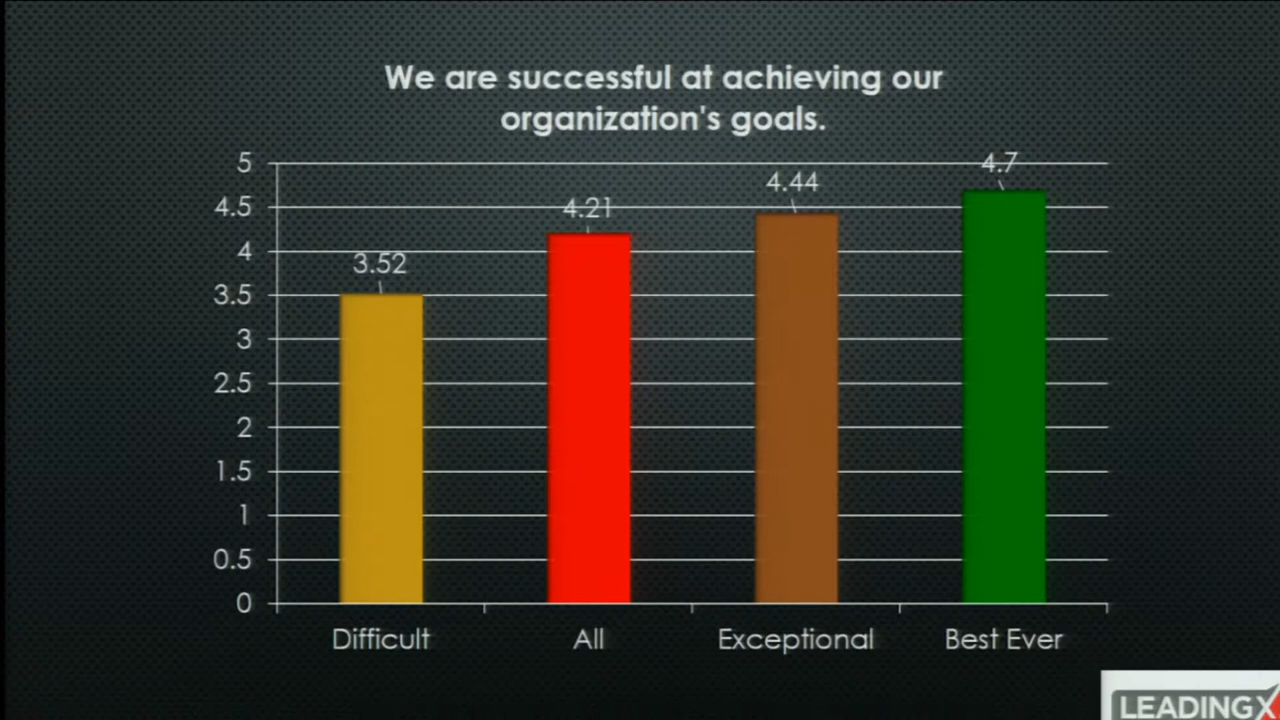 We are successful at achieving our
organization's goals.
5
4.5
4
3.5
3
2.5
2
1.5
1
0.5
0
3.52
4.21
4.44
4.7
Difficult
All
Exceptional
Best Ever
LEADINGX